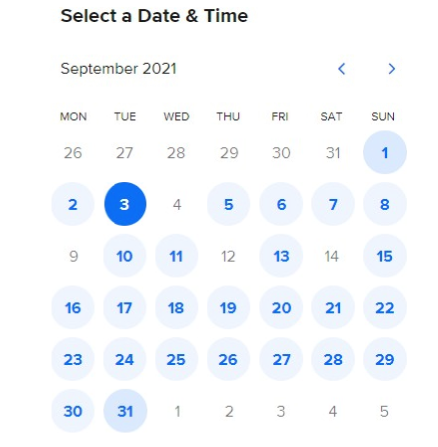 Select a Date & Time
September 2021
MON TUE WED THU FRI SAT SUN
26 27 28 29 30 31 1
2 3 4 5 6 7 8
9 10 11 12 13 14 15
16 17 18 19 20 21 22
23 24 25 26 27 28 29
30 31 1 2 3 4 5